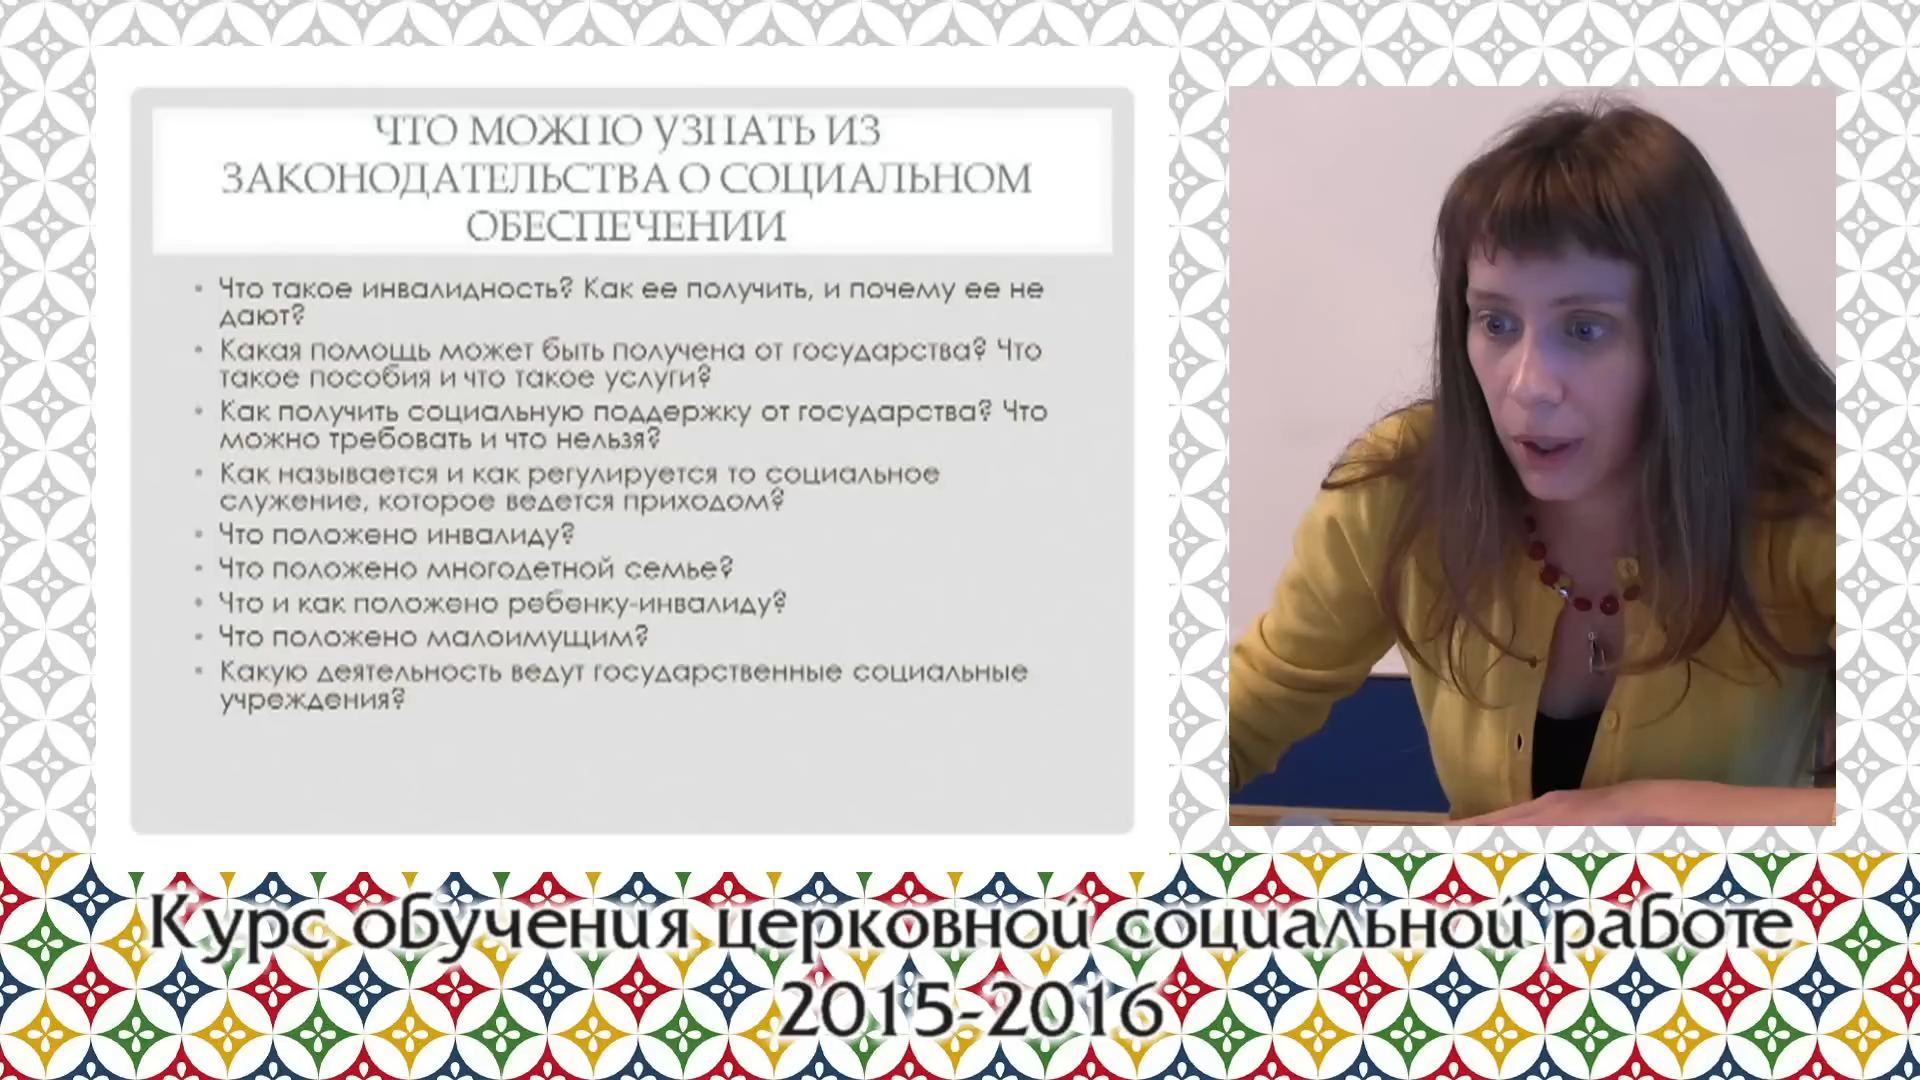 ЧТО МОЖНО УЗНАТЬ ИЗ
ЗАКОНОДАТЕЛЬСТВА О СОЦИАЛЬНОМ
ОБЕСПЕЧЕНИИ
• Что такое инвалидность? Как ее получить, и почему ее не
дают?
• Какая помощь может быть получена от государства? Что
такое пособия и что такое услуги?
• Как получить социальную поддержку от государства? Что
можно требовать и что нельзя?
• Как называется и как регулируется то социальное
служение, которое ведется приходом?
• Что положено инвалиду?
• Что положено многодетной семье?
• Что и как положено ребенку-инвалиду?
• Что положено малоимущим?
• Какую деятельность ведут государственные социальные
учреждения?
Курс обучения церковной социальной работе
2015-2016